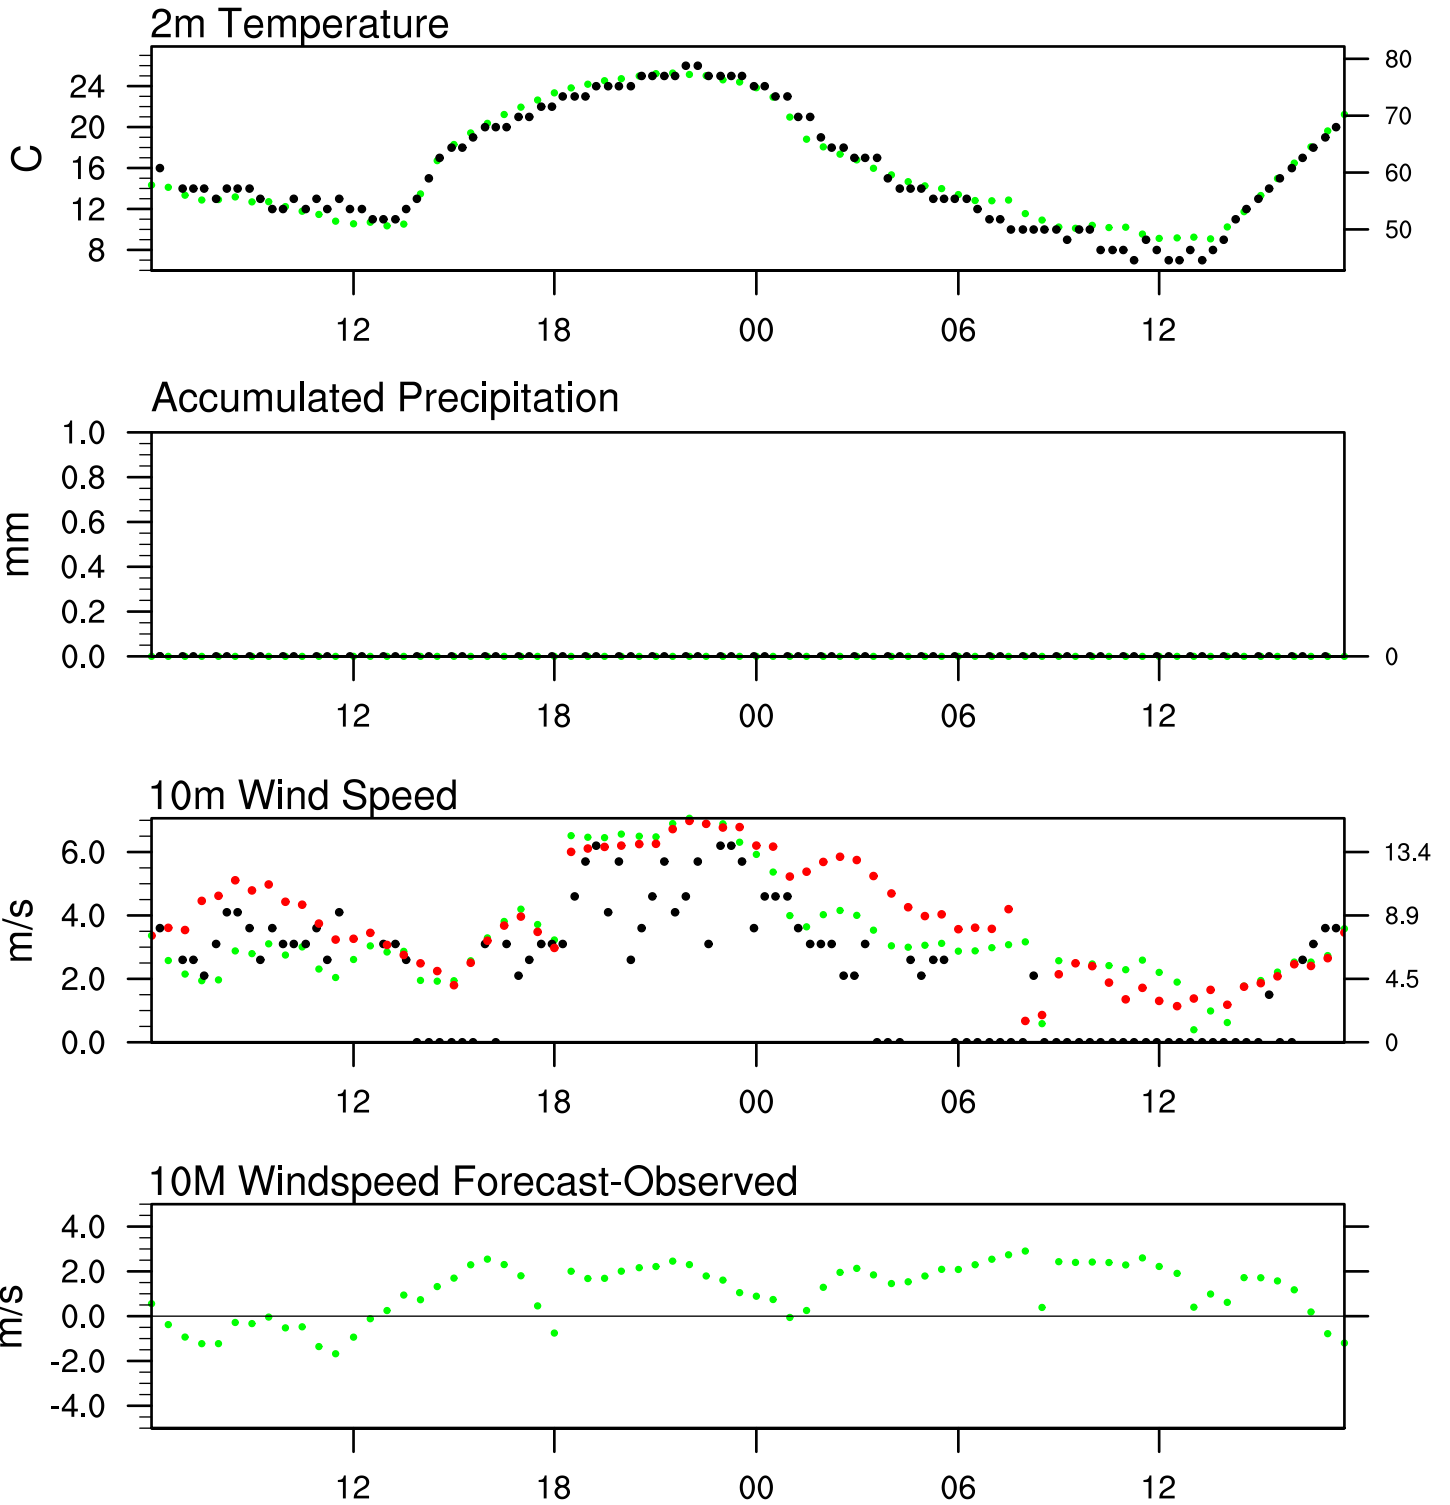 2m Temperature
80
24
70
20
C
16
60
12
50
8
12 18 00 06 12
Accumulated Precipitation
1.0
0.8
0.6
mm
0.4
0.2
0.0
0
12 18 00 06 12
10m Wind Speed
6.0
13.4
4.0
8.9
m/s
2.0
4.5
0.0
0
12 18 00 06 12
10M Windspeed Forecast-Observed
4.0
2.0
m/s
0.0
-2.0
-4.0
12 18 00 06 12